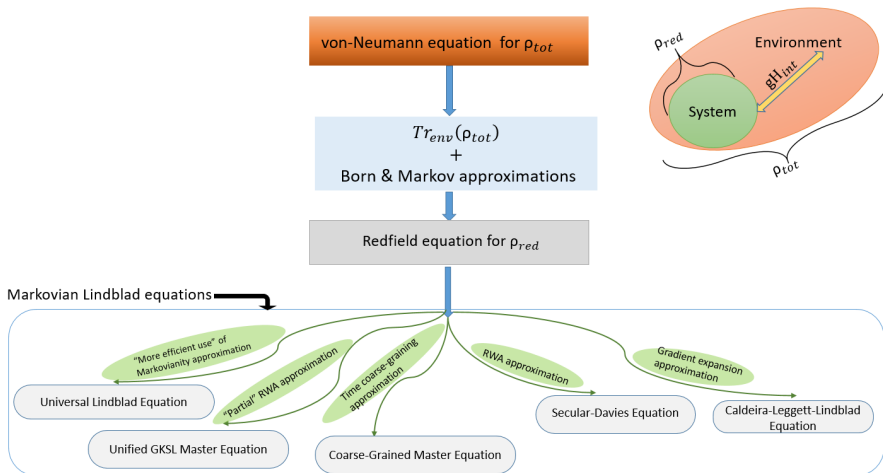 von-Neumann equation for ρ_tot
ρ_red
Environment
gH_int
System
ρ_tot
Tr_env(ρ_tot)
+
Born & Markov approximations
Redfield equation for ρ_red
Markovian Lindblad equations
“More efficient use” of
Markovianity approximation
“Partial” RWA approximation
Time coarse-graining
approximation
RWA approximation
Gradient expansion
approximation
Universal Lindblad Equation
Unified GKSL Master Equation
Coarse-Grained Master Equation
Secular-Davies Equation
Caldeira-Leggett-Lindblad
Equation